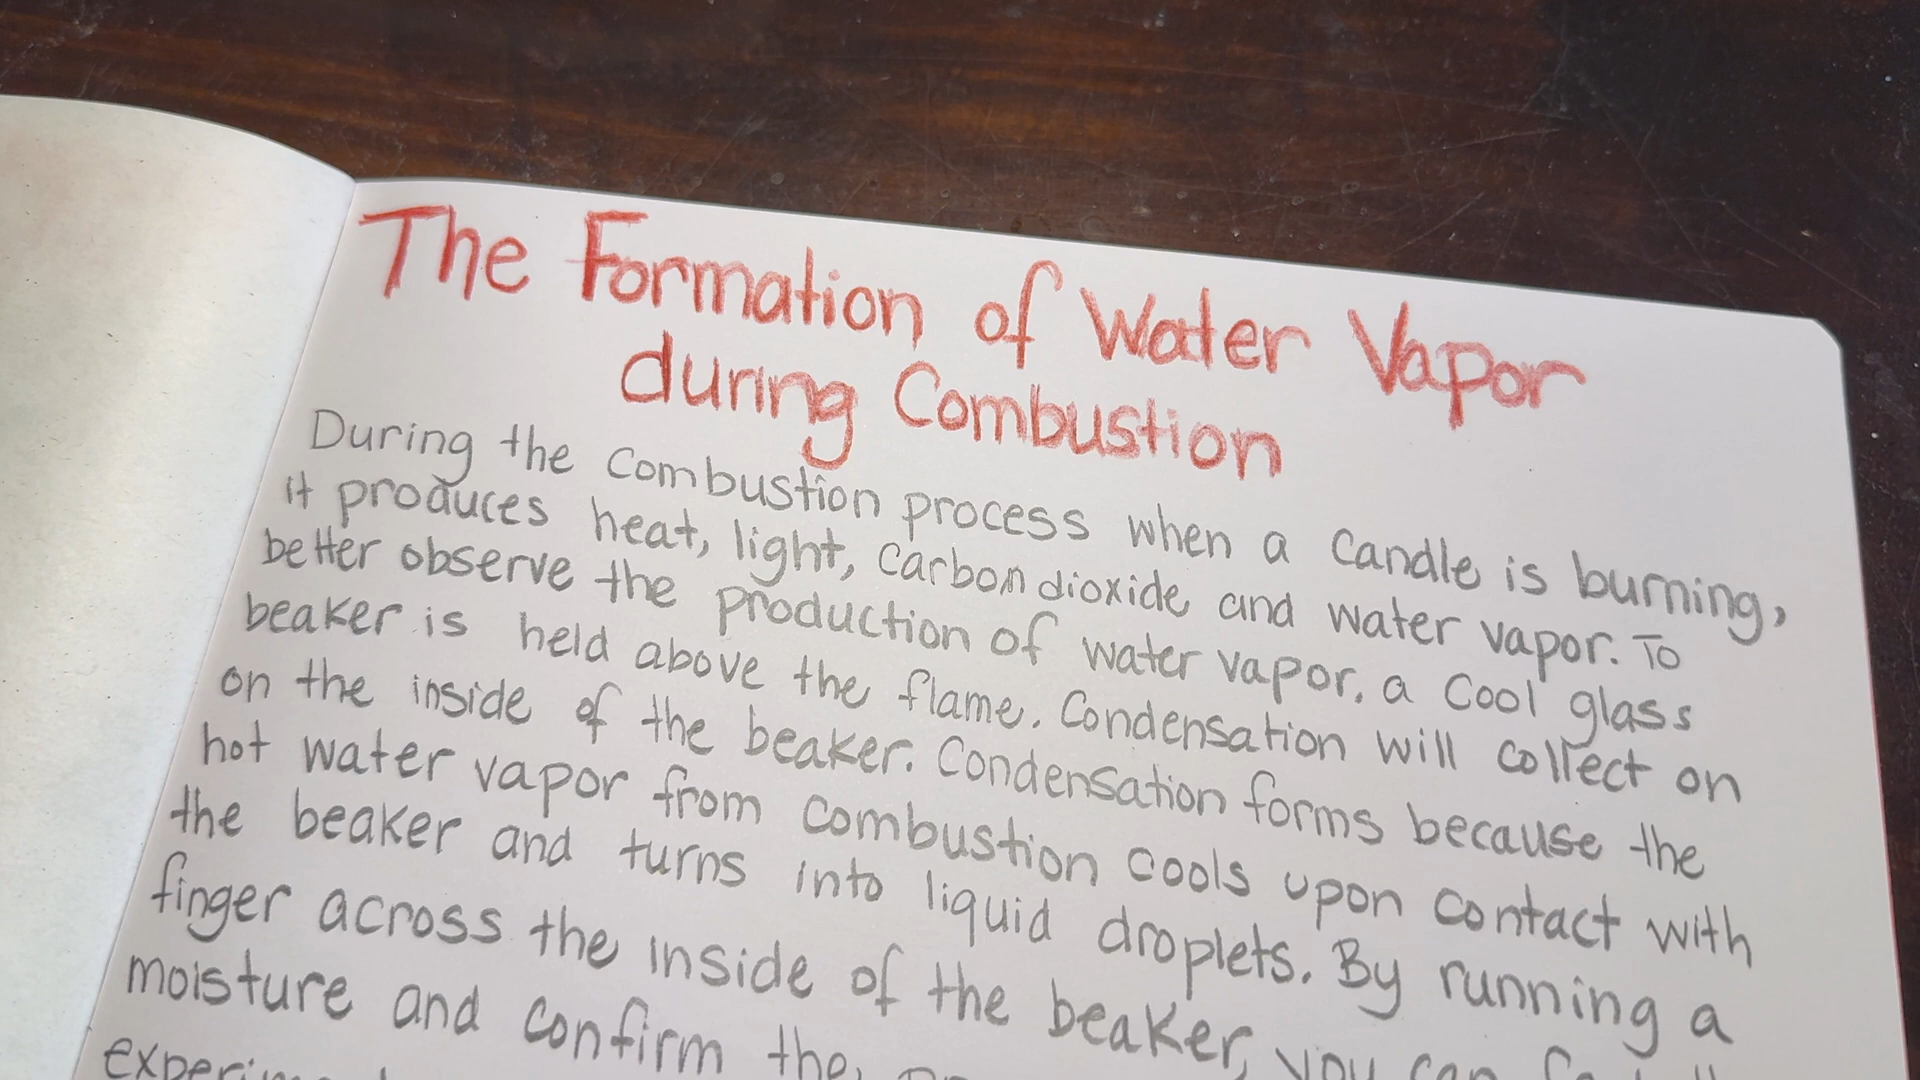 The Formation of Water Vapor
during Combustion
During the combustion process when a candle is burning,
it produces heat, light, carbon dioxide and water vapor. To
better observe the production of water vapor, a cool glass
beaker is held above the flame. Condensation will collect on
on the inside of the beaker. Condensation forms because the
hot water vapor from combustion cools upon contact with
the beaker and turns into liquid droplets. By running a
finger across the inside of the beaker, you can
moisture and confirm the